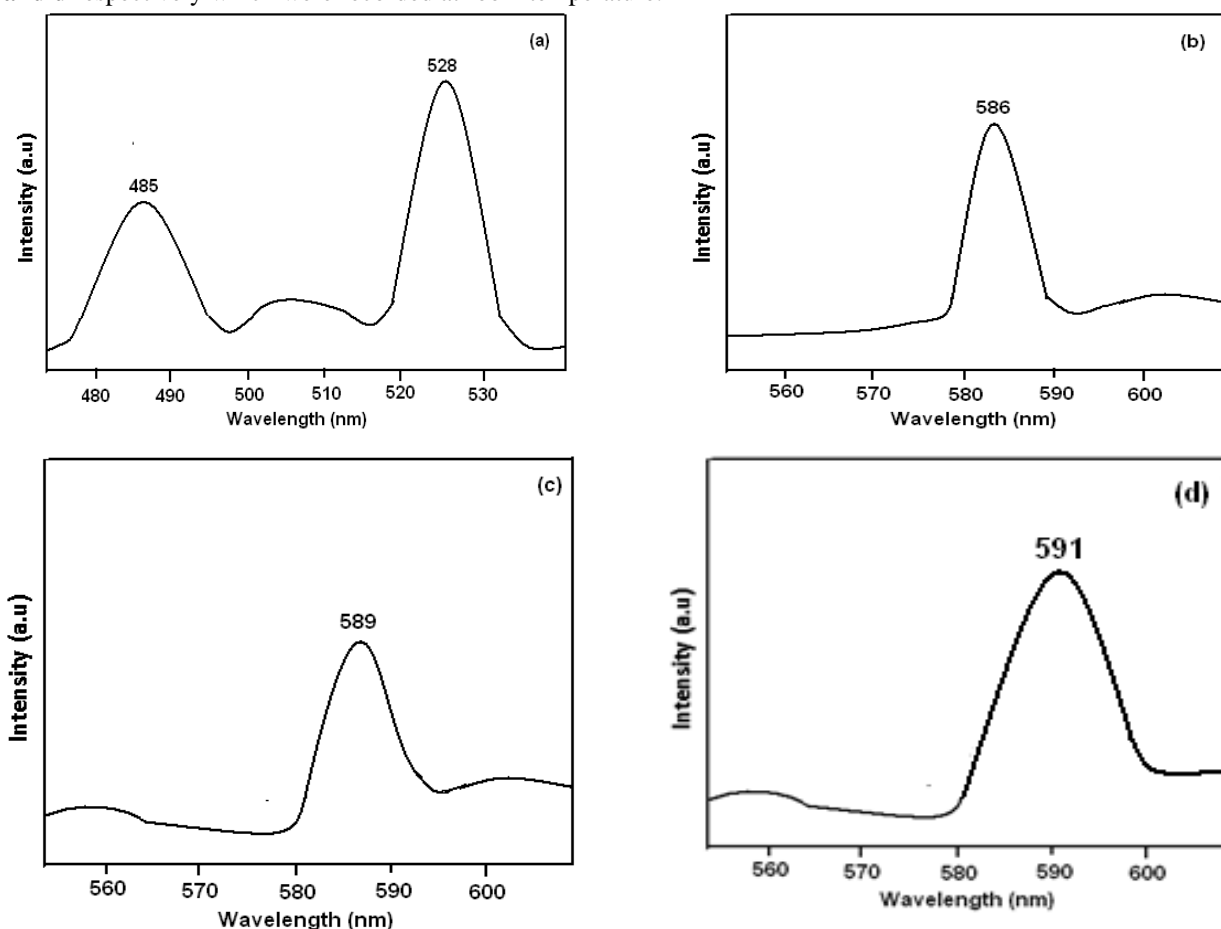 (a)
528
485
Intensity (a.u)
480 490 500 510 520 530
Wavelength (nm)
(b)
586
Intensity (a.u)
560 570 580 590 600
Wavelength (nm)
(c)
589
Intensity (a.u)
560 570 580 590 600
Wavelength (nm)
(d)
591
Intensity (a.u)
560 570 580 590 600
Wavelength (nm)